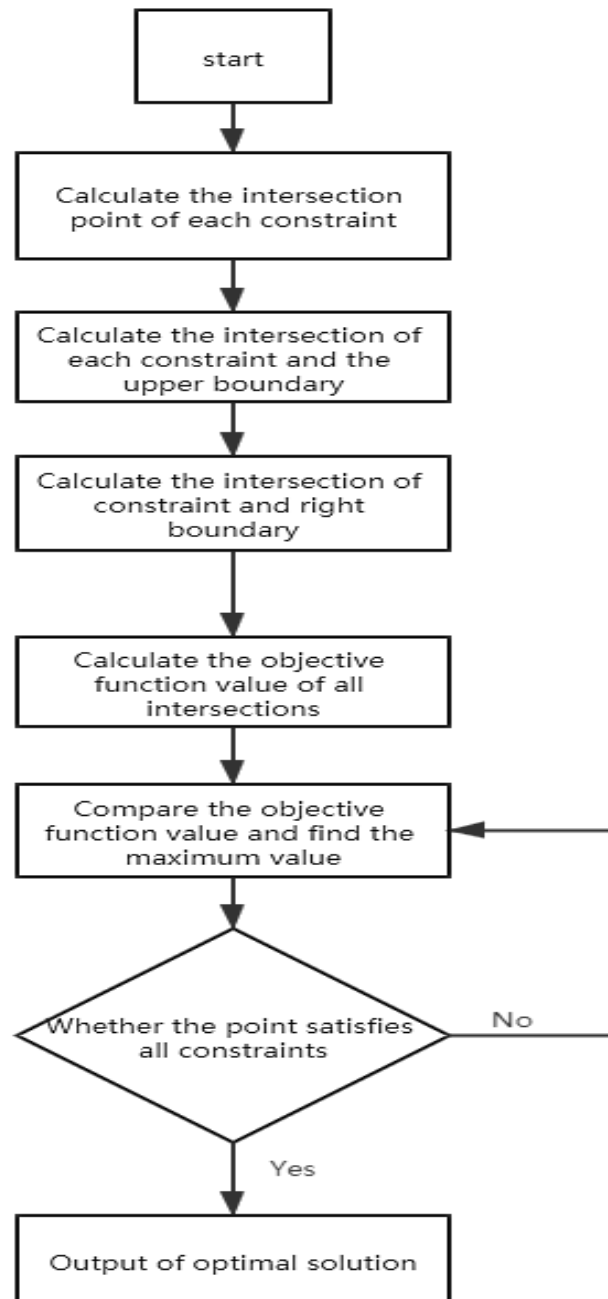 start
Calculate the intersection
point of each constraint
Calculate the intersection of
each constraint and the
upper boundary
Calculate the intersection of
constraint and right
boundary
Calculate the objective
function value of all
intersections
Compare the objective
function value and find the
maximum value
Whether the point satisfies
all constraints
No
Yes
Output of optimal solution